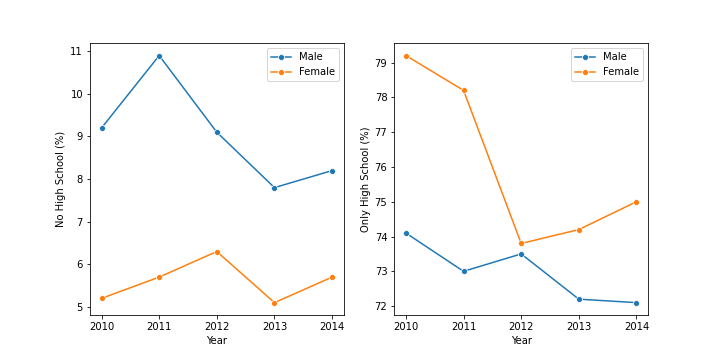 11
10
9
8
7
6
5
No High School (%)
2010 2011 2012 2013 2014
Year
Male
Female
79
78
77
76
75
74
73
72
Only High School (%)
2010 2011 2012 2013 2014
Year
Male
Female